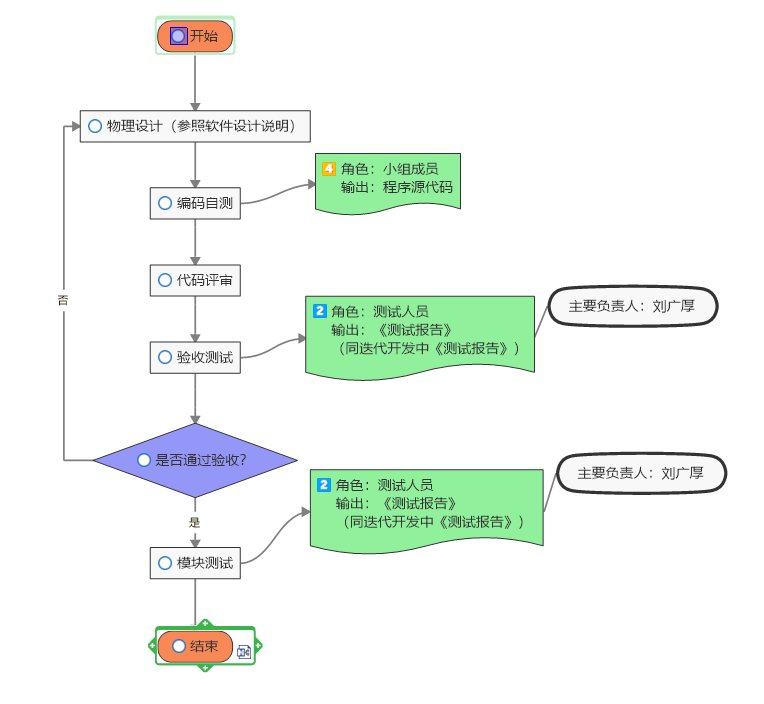 开始
物理设计（参照软件设计说明）
4 角色：小组成员
输出：程序源代码
编码自测
代码评审
否
2 角色：测试人员
输出：《测试报告》
（同迭代开发中《测试报告》）
主要负责人：刘广厚
验收测试
是否通过验收?
2 角色：测试人员
输出：《测试报告》
（同迭代开发中《测试报告》）
主要负责人：刘广厚
是
模块测试
结束